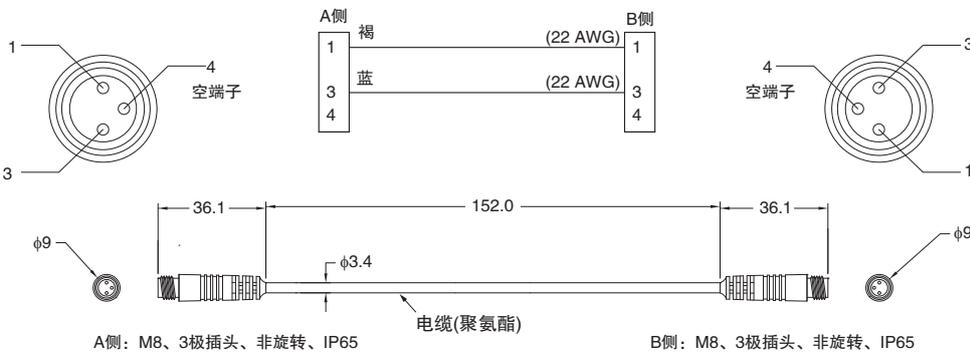 A侧
B侧
1
3
褐
(22 AWG)
1
1
4
空端子
4
空端子
蓝
(22 AWG)
3
3
4
4
3
1
36.1
152.0
36.1
φ9
φ9
φ3.4
电缆(聚氨酯)
A侧：M8、3极插头、非旋转、IP65
B侧：M8、3极插头、非旋转、IP65